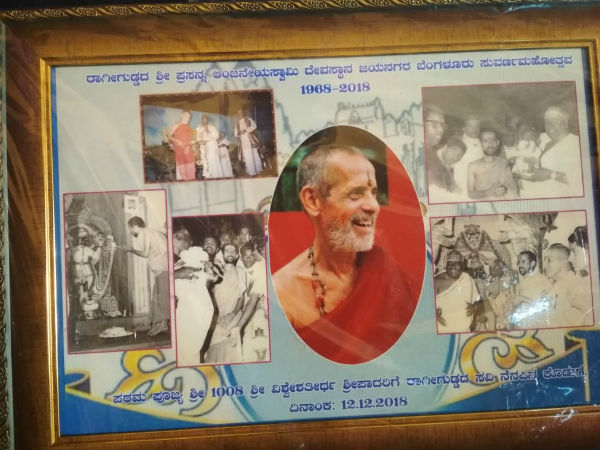 ರಾಗೀಗುಡ್ಡದ ಶ್ರೀ ಪ್ರಸನ್ನ ಆಂಜನೇಯಸ್ವಾಮಿ ದೇವಸ್ಥಾನ ಜಯನಗರ ಬೆಂಗಳೂರು ಸುವರ್ಣಮಹೋತ್ಸವ
1968-2018
ಪರಮ ಪೂಜ್ಯ ಶ್ರೀ 1008 ಶ್ರೀ ವಿಶ್ವೇಶತೀರ್ಥ ಶ್ರೀಪಾದರಿಗೆ ರಾಗೀಗುಡ್ಡದ ಸವಿ ನೆನಪಿನ ಕೊಡುಗೆ
ದಿನಾಂಕ: 12.12.2018